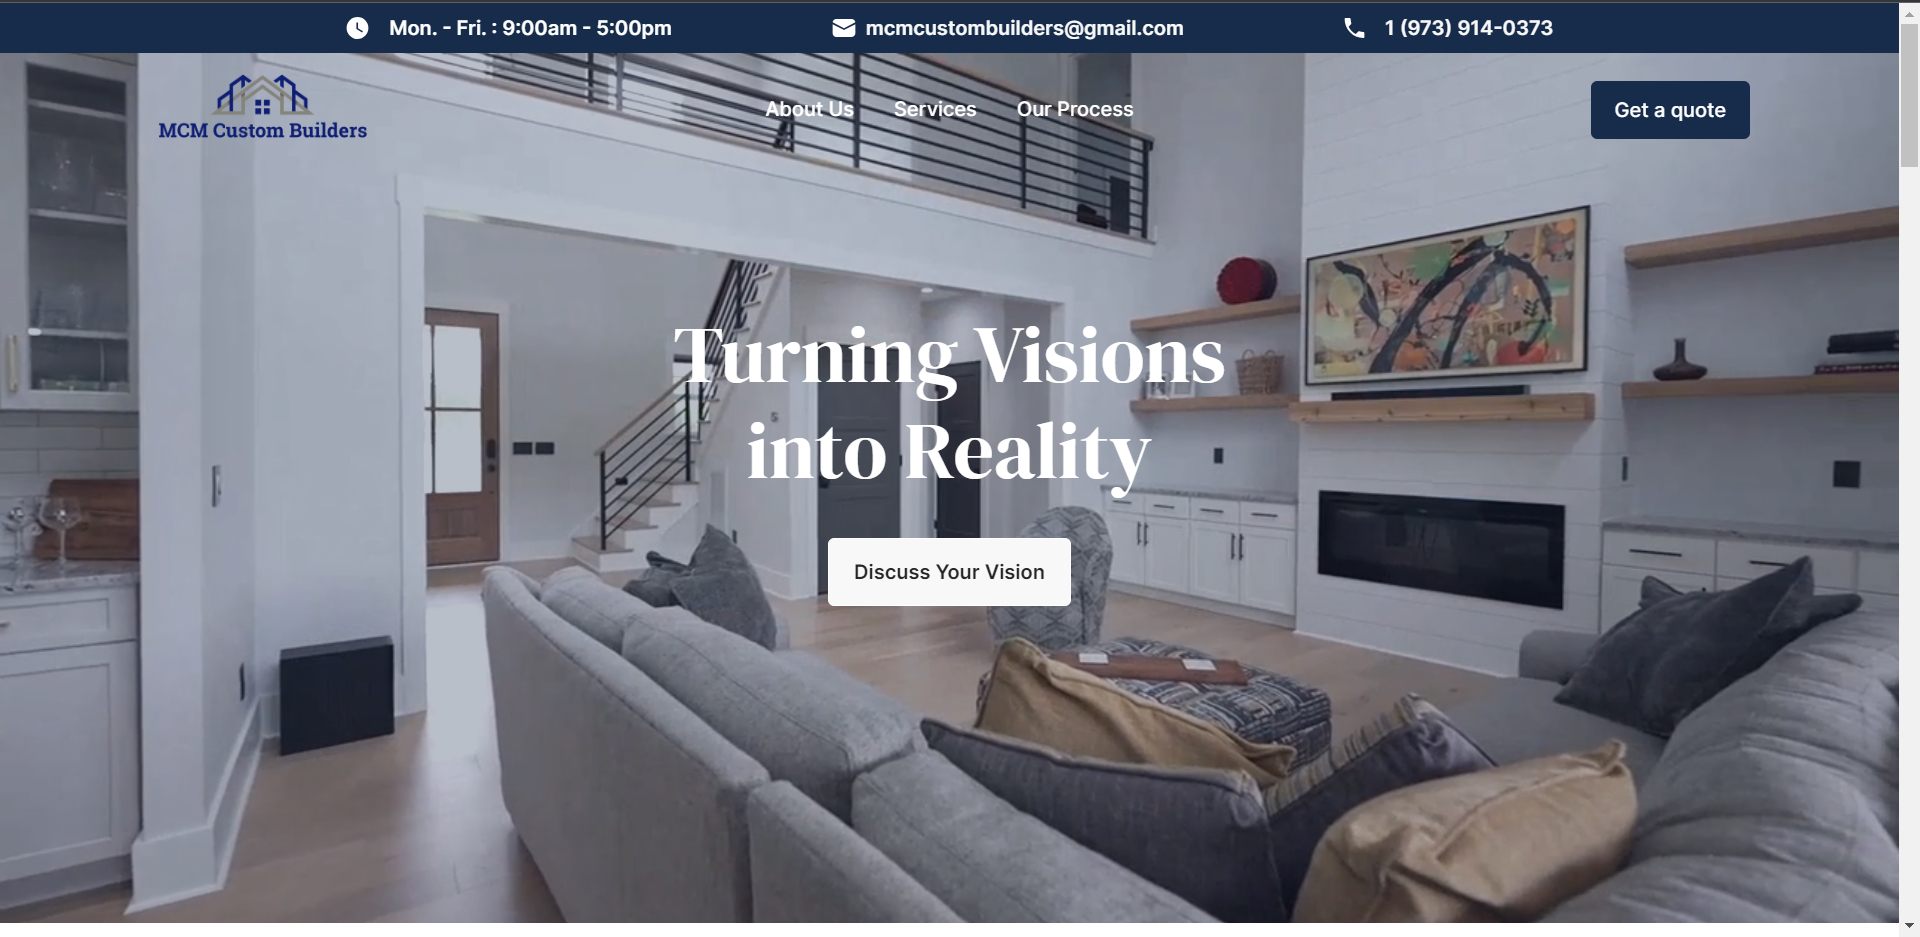 Mon. - Fri. : 9:00am - 5:00pm
mcmcustombuilders@gmail.com
1 (973) 914-0373
MCM Custom Builders
About Us
Services
Our Process
Get a quote
Turning Visions
into Reality
Discuss Your Vision